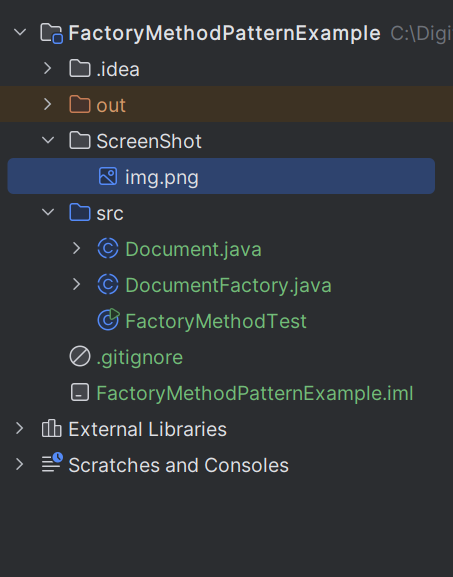 FactoryMethodPatternExample C:\Digi
.idea
out
ScreenShot
img.png
src
Document.java
DocumentFactory.java
FactoryMethodTest
.gitignore
FactoryMethodPatternExample.iml
External Libraries
Scratches and Consoles